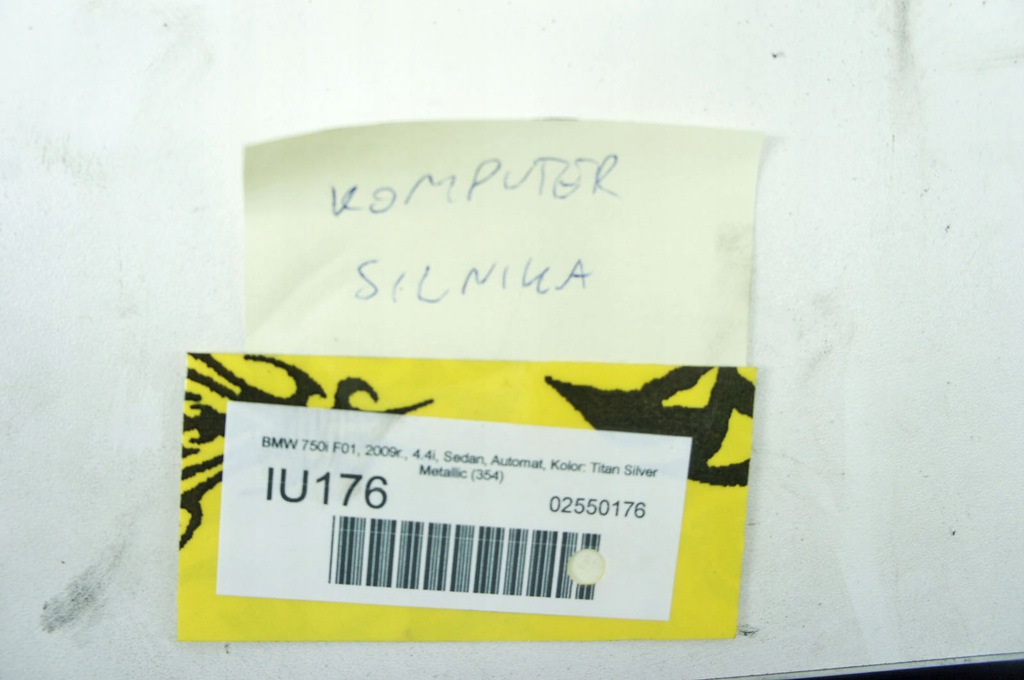 KOMPUTER
SILNIKA
BMW 750i F01, 2009r., 4.4i, Sedan, Automat, Kolor: Titan Silver
Metallic (354)
IU176
02550176